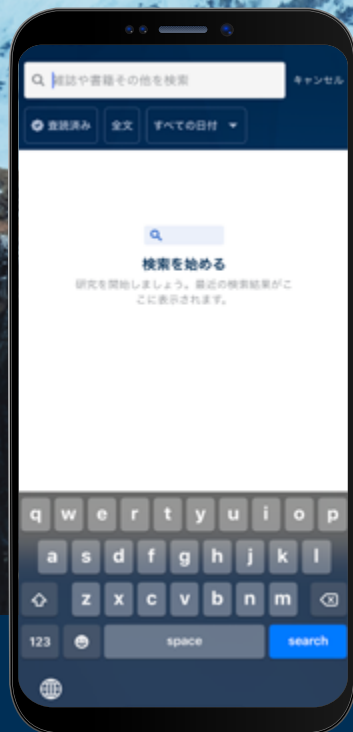 雑誌や書籍その他を検索
キャンセル
査読済み 全文 すべての日付
検索を始める
研究を開始しましょう。最近の検索結果がこ
こに表示されます。
q w e r t y u i o p
a s d f g h j k l
z x c v b n m
123 space search